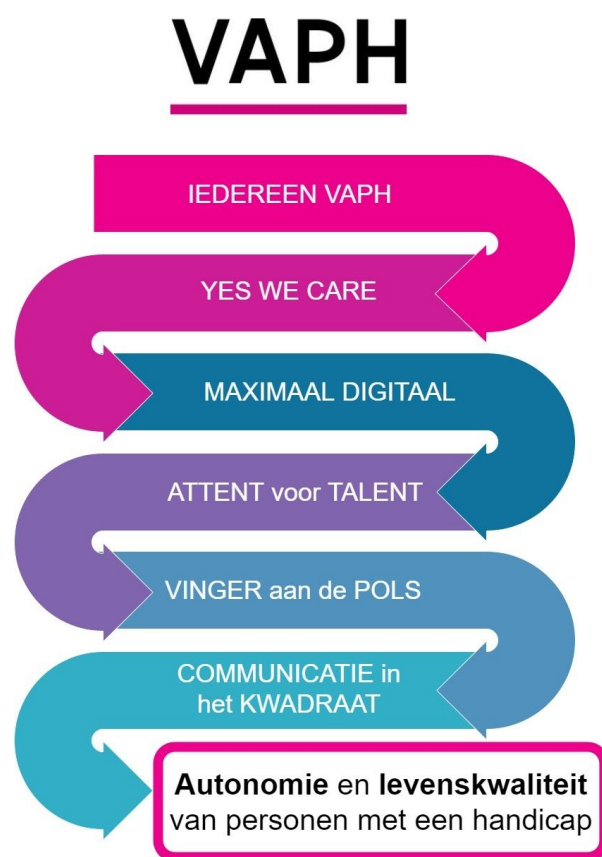 VAPH
IEDEREEN VAPH
YES WE CARE
MAXIMAAL DIGITAAL
ATTENT voor TALENT
VINGER aan de POLS
COMMUNICATIE in
het KWADRAAT
Autonomie en levenskwaliteit
van personen met een handicap